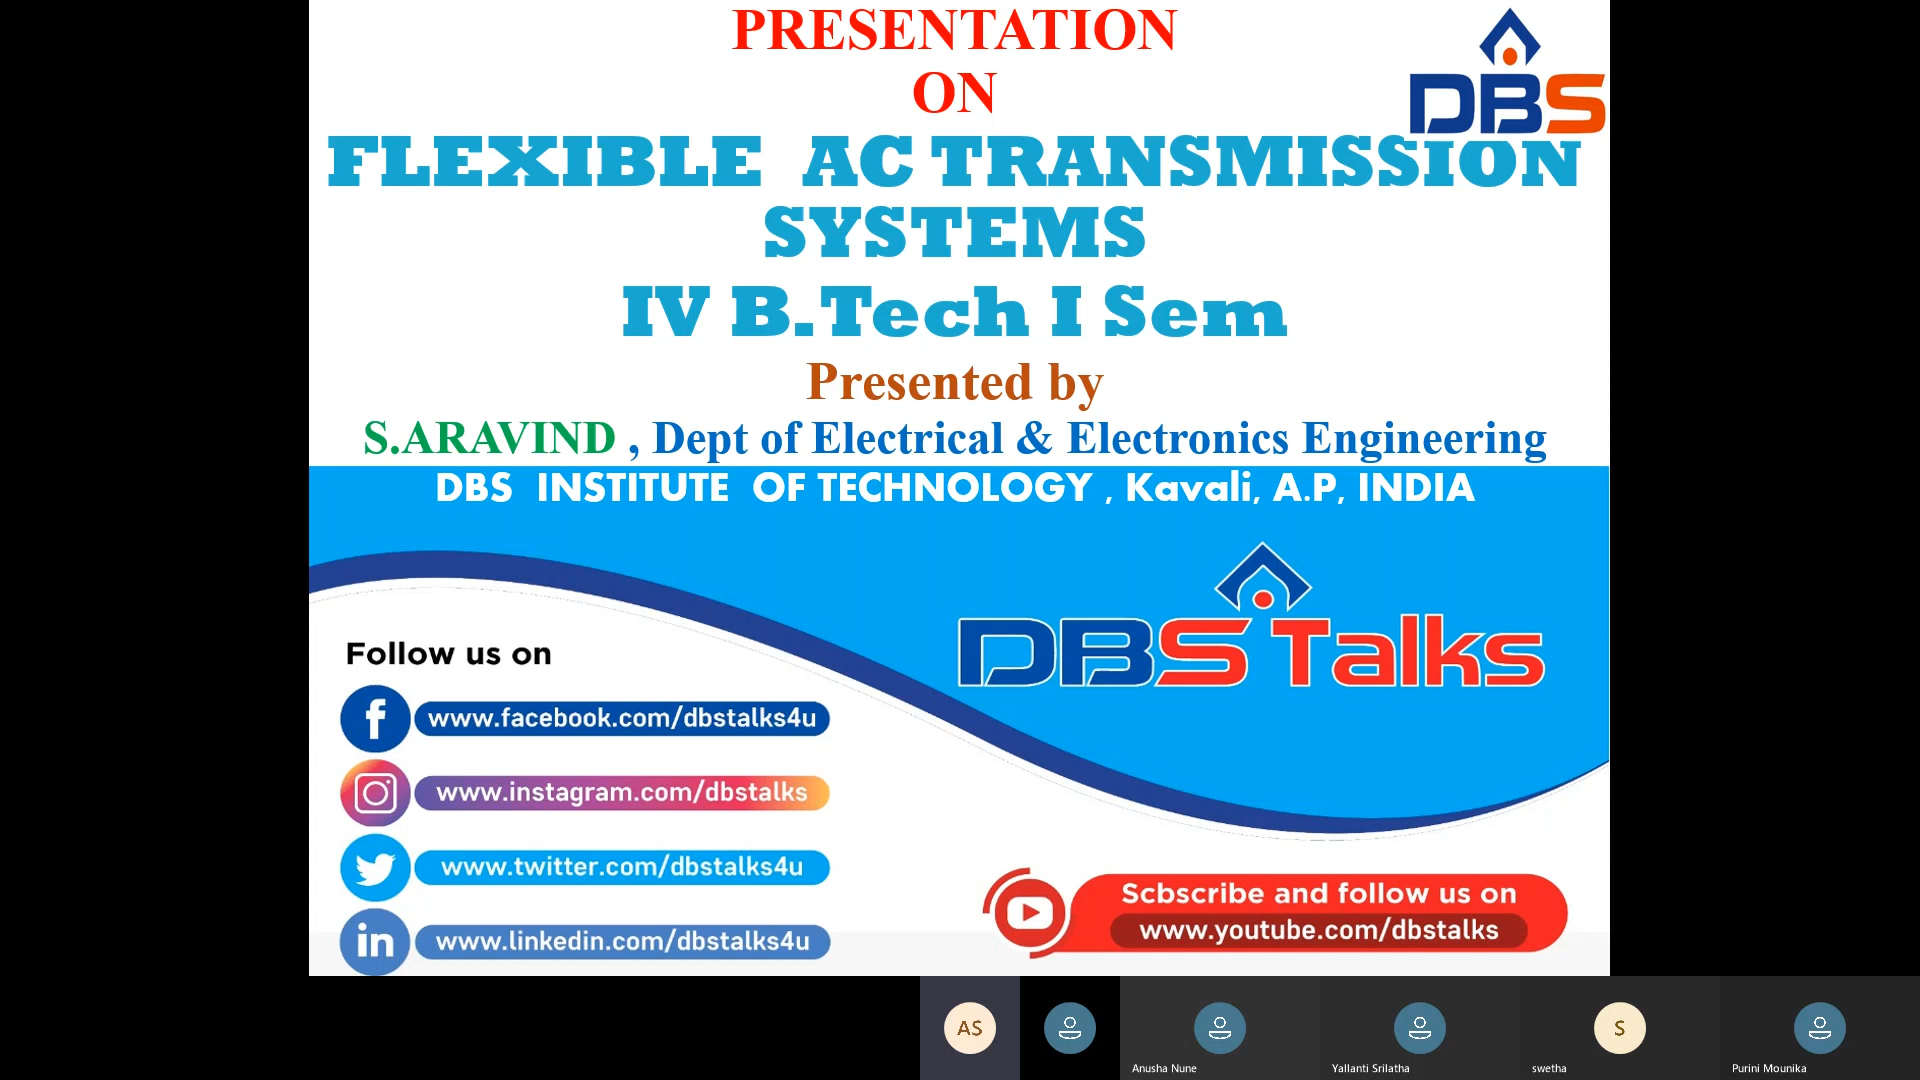 PRESENTATION
ON
DBS
FLEXIBLE AC TRANSMISSION
SYSTEMS
IV B.Tech I Sem
Presented by
S.ARAVIND , Dept of Electrical & Electronics Engineering
DBS INSTITUTE OF TECHNOLOGY , Kavali, A.P, INDIA
DBS Talks
Follow us on
f www.facebook.com/dbstalks4u
www.instagram.com/dbstalks
www.twitter.com/dbstalks4u
in www.linkedin.com/dbstalks4u
Scbscribe and follow us on
www.youtube.com/dbstalks
AS
S
Anusha Nune
Yallanti Srilatha
swetha
Purini Mounika